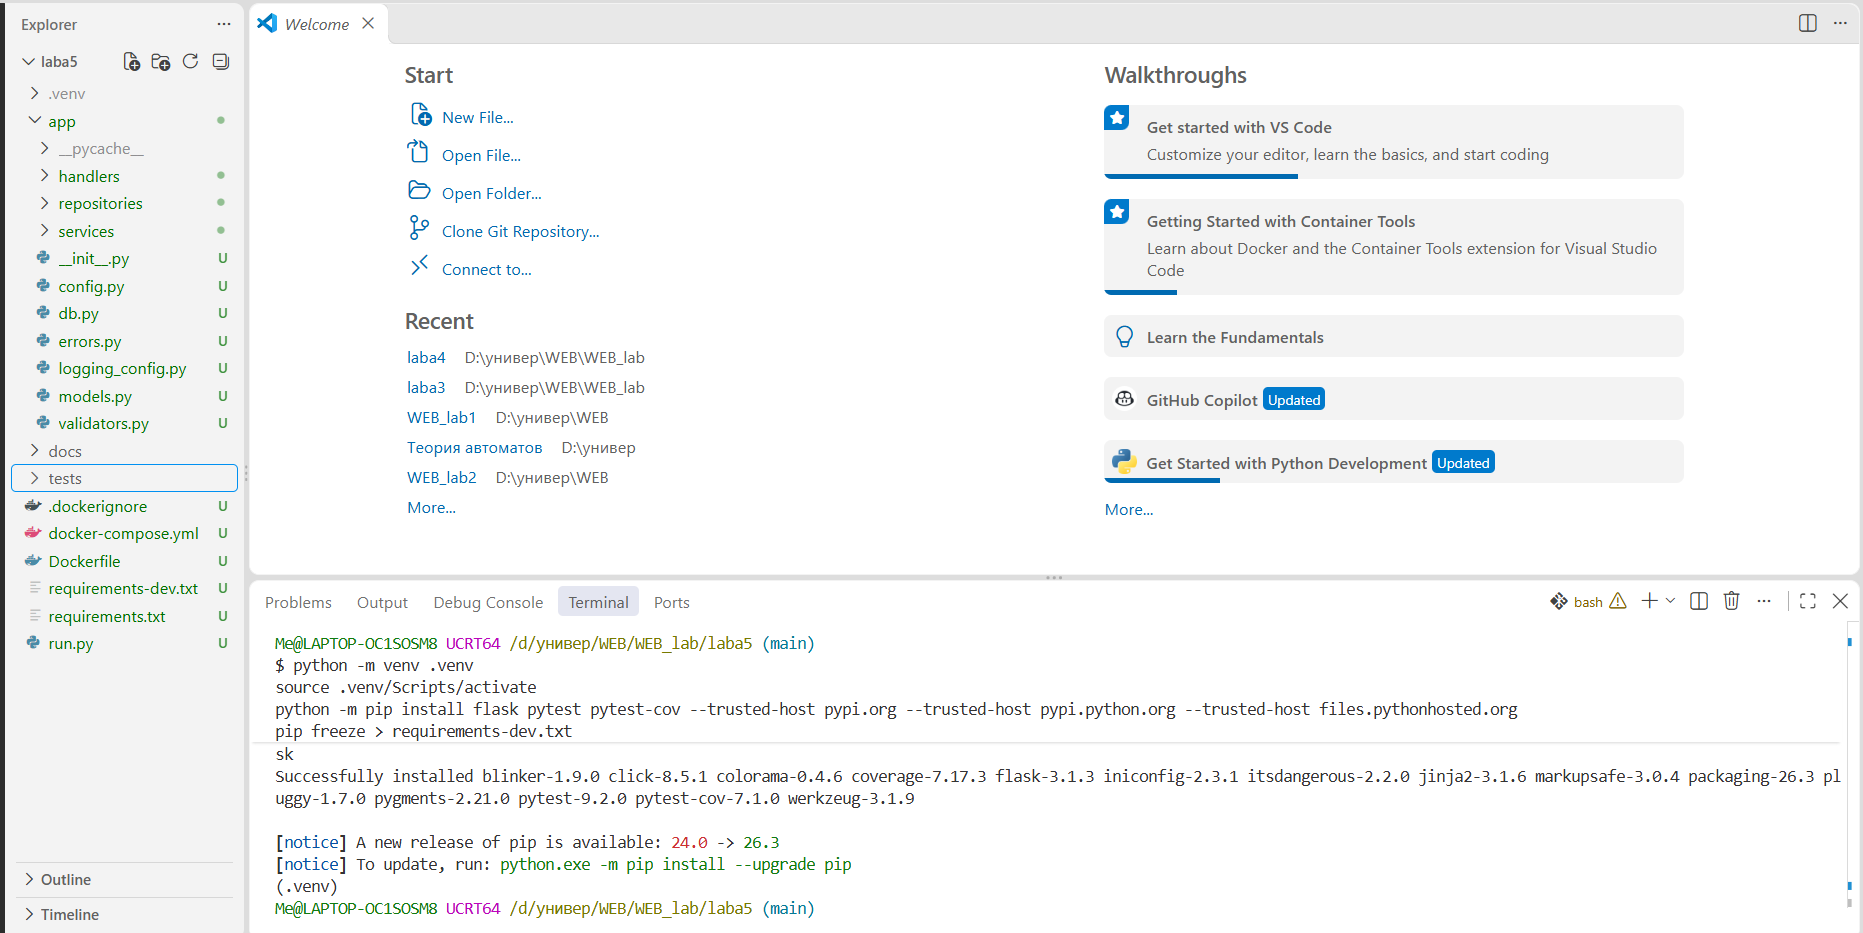 Explorer
laba5
.venv
app
__pycache__
handlers
repositories
services
__init__.py U
config.py U
db.py U
errors.py U
logging_config.py U
models.py U
validators.py U
docs
tests
.dockerignore U
docker-compose.yml U
Dockerfile U
requirements-dev.txt U
requirements.txt U
run.py U
Outline
Timeline
Welcome
Start
New File...
Open File...
Open Folder...
Clone Git Repository...
Connect to...
Recent
laba4 D:\универ\WEB\WEB_lab
laba3 D:\универ\WEB\WEB_lab
WEB_lab1 D:\универ\WEB
Теория автоматов D:\универ
WEB_lab2 D:\универ\WEB
More...
Walkthroughs
Get started with VS Code
Customize your editor, learn the basics, and start coding
Getting Started with Container Tools
Learn about Docker and the Container Tools extension for Visual Studio
Code
Learn the Fundamentals
GitHub Copilot Updated
Get Started with Python Development Updated
More...
Problems Output Debug Console Terminal Ports
bash
Me@LAPTOP-OC1SOSM8 UCRT64 /d/универ/WEB/WEB_lab/laba5 (main)
$ python -m venv .venv
source .venv/Scripts/activate
python -m pip install flask pytest pytest-cov --trusted-host pypi.org --trusted-host pypi.python.org --trusted-host files.pythonhosted.org
pip freeze > requirements-dev.txt
sk
Successfully installed blinker-1.9.0 click-8.5.1 colorama-0.4.6 coverage-7.17.3 flask-3.1.3 iniconfig-2.3.1 itsdangerous-2.2.0 jinja2-3.1.6 markupsafe-3.0.4 packaging-26.3 pl
uggy-1.7.0 pygments-2.21.0 pytest-9.2.0 pytest-cov-7.1.0 werkzeug-3.1.9
[notice] A new release of pip is available: 24.0 -> 26.3
[notice] To update, run: python.exe -m pip install --upgrade pip
(.venv)
Me@LAPTOP-OC1SOSM8 UCRT64 /d/универ/WEB/WEB_lab/laba5 (main)